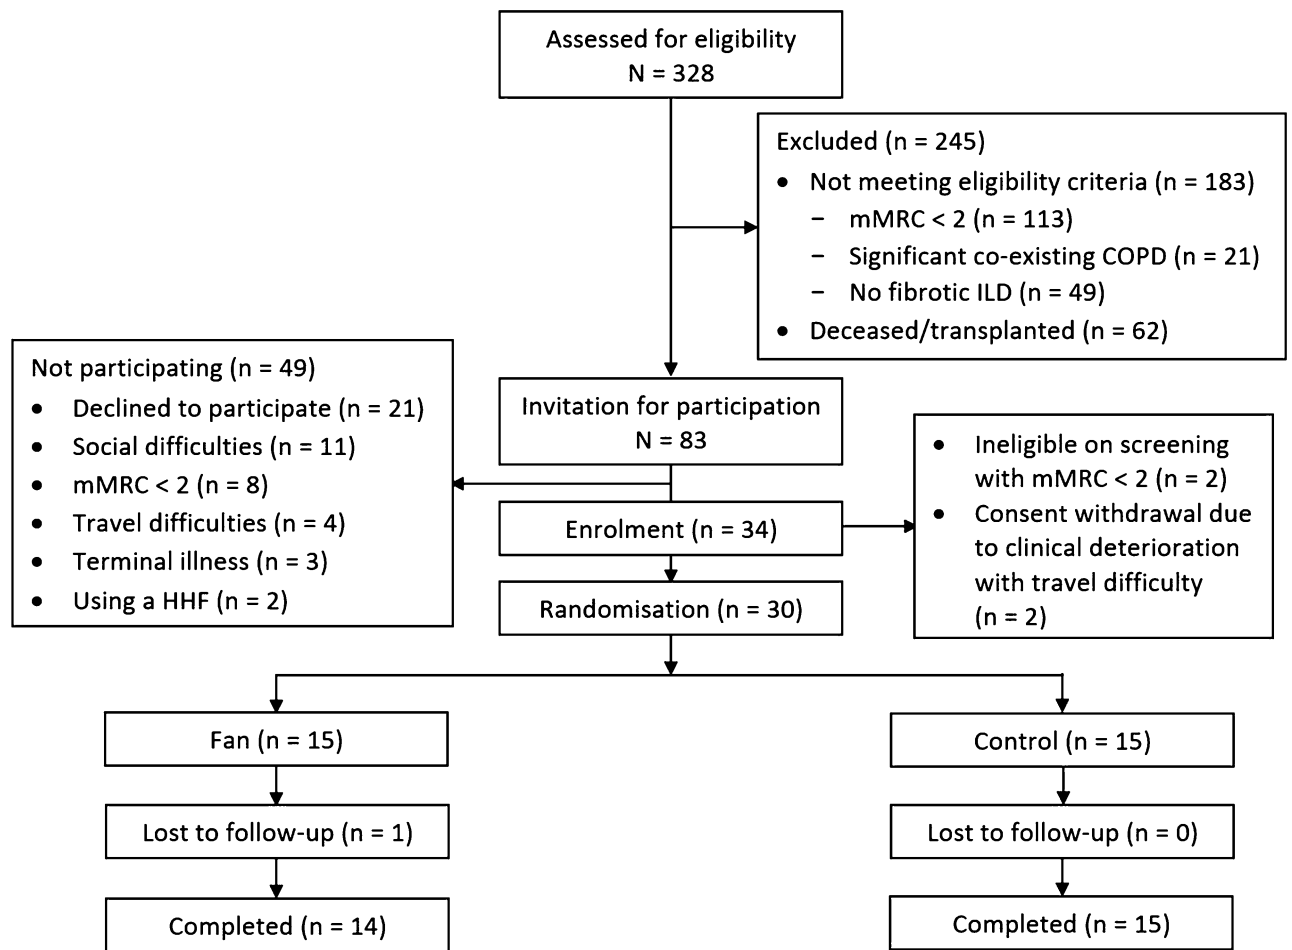 Assessed for eligibility
N = 328
Excluded (n = 245)
• Not meeting eligibility criteria (n = 183)
− mMRC < 2 (n = 113)
− Significant co-existing COPD (n = 21)
− No fibrotic ILD (n = 49)
• Deceased/transplanted (n = 62)
Not participating (n = 49)
• Declined to participate (n = 21)
• Social difficulties (n = 11)
• mMRC < 2 (n = 8)
• Travel difficulties (n = 4)
• Terminal illness (n = 3)
• Using a HHF (n = 2)
Invitation for participation
N = 83
• Ineligible on screening
with mMRC < 2 (n = 2)
• Consent withdrawal due
to clinical deterioration
with travel difficulty
(n = 2)
Enrolment (n = 34)
Randomisation (n = 30)
Fan (n = 15)
Control (n = 15)
Lost to follow-up (n = 1)
Lost to follow-up (n = 0)
Completed (n = 14)
Completed (n = 15)